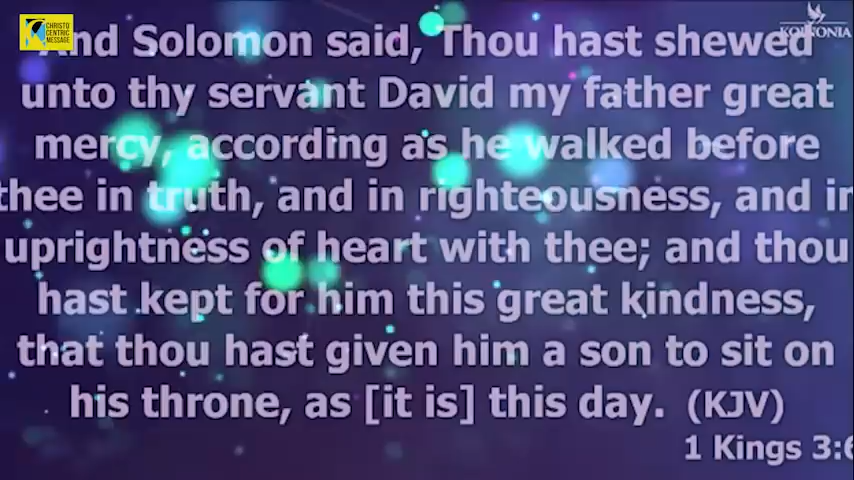 CHRISTO
CENTRIC
MESSAGE
KOINONIA
And Solomon said, Thou hast shewed
unto thy servant David my father great
mercy, according as he walked before
thee in truth, and in righteousness, and in
uprightness of heart with thee; and thou
hast kept for him this great kindness,
that thou hast given him a son to sit on
his throne, as [it is] this day. (KJV)
1 Kings 3:6